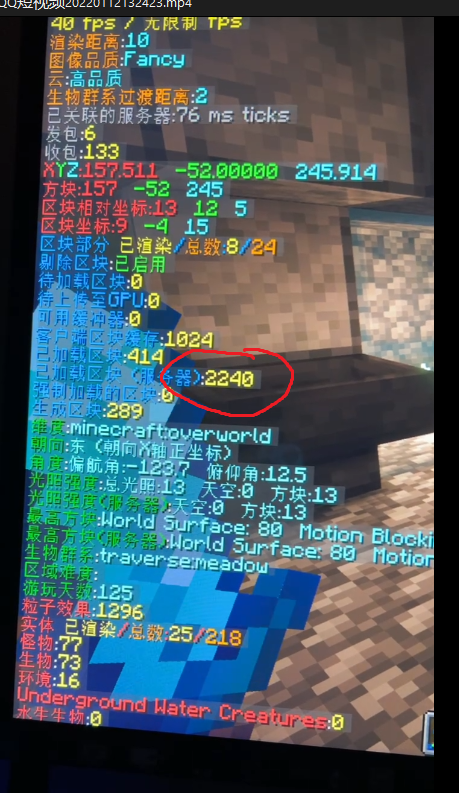 QQ短视频20220112132423.mp4
40 fps / 无限制 fps
渲染距离:10
图像品质:Fancy
云:高品质
生物群系过渡距离:2
已关联的服务器:76 ms ticks
发包:6
收包:133
XYZ:157.511 -52.00000 245.914
方块:157 -52 245
区块相对坐标:13 12 5
区块坐标:9 -4 15
区块部分 已渲染/总数:8/24
剔除区块:已启用
待加载区块:0
待上传至GPU:0
可用缓冲器:0
客户端区块缓存:1024
已加载区块:414
已加载区块 (服务器):2240
强制加载的区块:0
生成区块:289
维度:minecraft:overworld
朝向:东 (朝向X轴正坐标)
角度:偏航角:-123.7 俯仰角:12.5
光照强度:总光照:13 天空:0 方块:13
光照强度(服务器):天空:0 方块:13
最高方块:World Surface: 80 Motion Blocki
最高方块(服务器):World Surface: 80 Motion
生物群系:traverse:meadow
区域难度:
游玩天数:125
粒子效果:1296
实体 已渲染/总数:25/218
怪物:77
生物:73
环境:16
Underground Water Creatures:0
水生生物:0